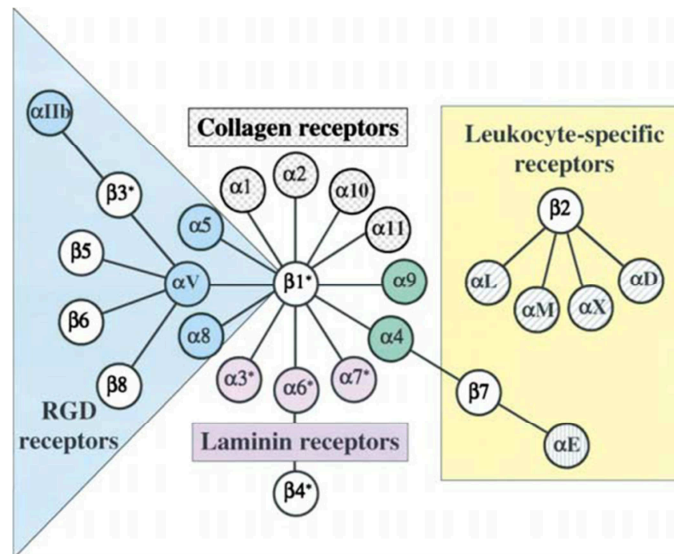 αIIb
Collagen receptors
Leukocyte-specific
receptors
α2
α1
α10
β3*
β2
α5
α11
β5
αV
β1*
α9
αL
αD
αM
αX
β6
α8
α4
β8
α3*
α6*
α7*
β7
RGD
receptors
Laminin receptors
αE
β4*